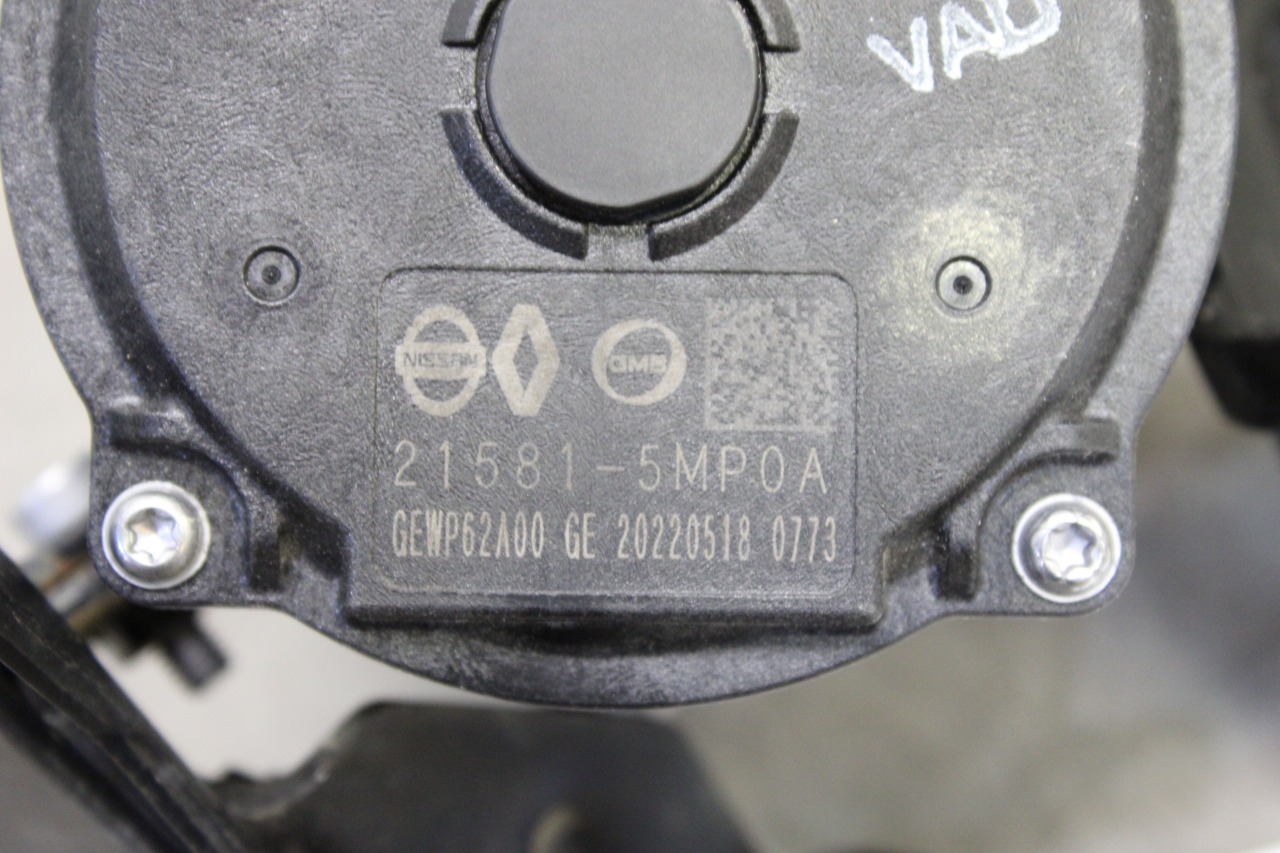 VAD
NISSAN GMB
21581-5MP0A
GEWP62A00 GE 20220518 0773